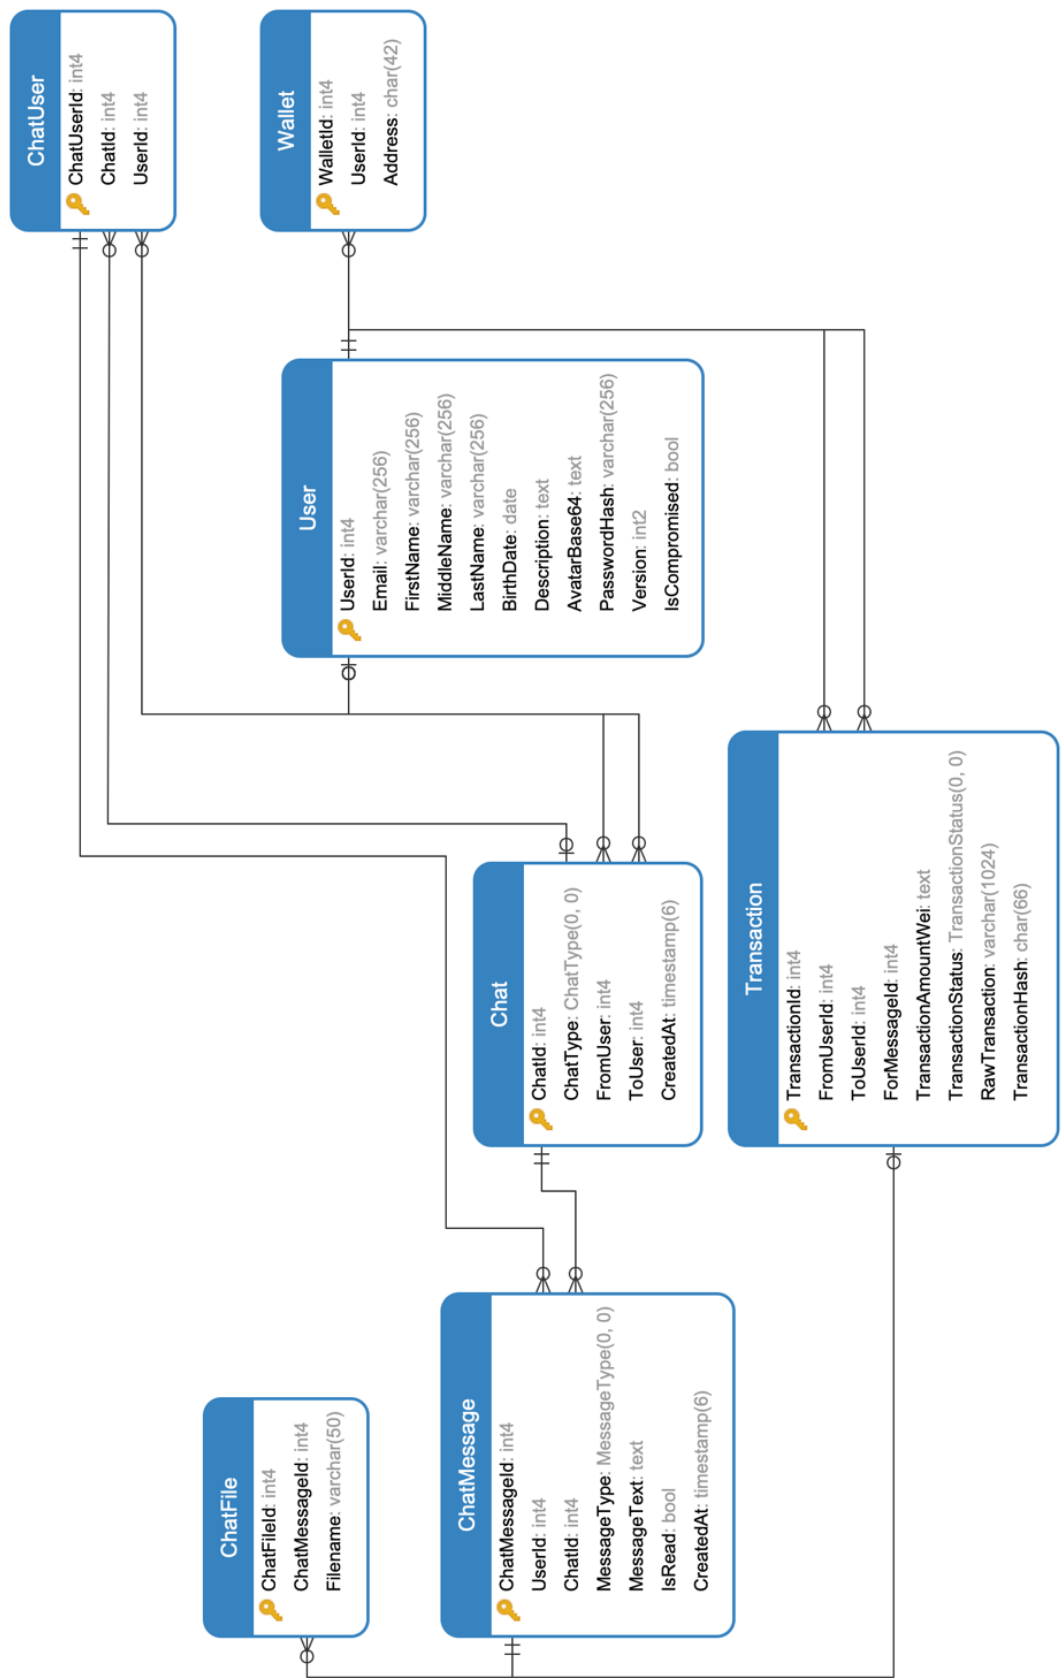 ChatFile
ChatFileId: int4
ChatMessageId: int4
Filename: varchar(50)
ChatMessage
ChatMessageId: int4
UserId: int4
ChatId: int4
MessageType: MessageType(0, 0)
MessageText: text
IsRead: bool
CreatedAt: timestamp(6)
Chat
ChatId: int4
ChatType: ChatType(0, 0)
FromUser: int4
ToUser: int4
CreatedAt: timestamp(6)
Transaction
TransactionId: int4
FromUserId: int4
ToUserId: int4
ForMessageId: int4
TransactionAmountWei: text
TransactionStatus: TransactionStatus(0, 0)
RawTransaction: varchar(1024)
TransactionHash: char(66)
User
UserId: int4
Email: varchar(256)
FirstName: varchar(256)
MiddleName: varchar(256)
LastName: varchar(256)
BirthDate: date
Description: text
AvatarBase64: text
PasswordHash: varchar(256)
Version: int2
IsCompromised: bool
ChatUser
ChatUserId: int4
ChatId: int4
UserId: int4
Wallet
WalletId: int4
UserId: int4
Address: char(42)